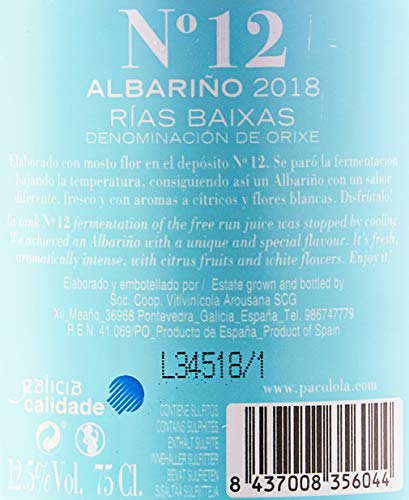 Nº12
ALBARIÑO 2018
RÍAS BAIXAS
DENOMINACIÓN DE ORIXE
Elaborado con mosto flor en el depósito Nº 12. Se paró la fermentación
bajando la temperatura, consiguiendo así un Albariño con un sabor
diferente, fresco y con aromas a cítricos y flores blancas. Disfrútalo!
In tank Nº 12 fermentation of the free run juice was stopped by cooling.
We achieved an Albariño with a unique and special flavour. It's fresh,
aromatically intense, with citrus fruits and white flowers. Enjoy it!
Elaborado y embotellado por / Estate grown and bottled by
Soc. Coop. Vitivinícola Arousana SCG
Xil_Meaño_36968 Pontevedra_Galicia_España_Tel. 986747779
R.E.N. 41.069/PO_Producto de España_Product of Spain
L34518/1
galicia
calidade
www.pacolola.com
CONTIENE SULFITOS
CONTAINS SULPHITES
ENTHÄLT SULFITE
INNEHÅLLER SULFITTER
BEVAT SULFIETEN
SISÄLTÄÄ SULFIITTEJA
12.5%Vol. 75 Cl.
8 437008 356044